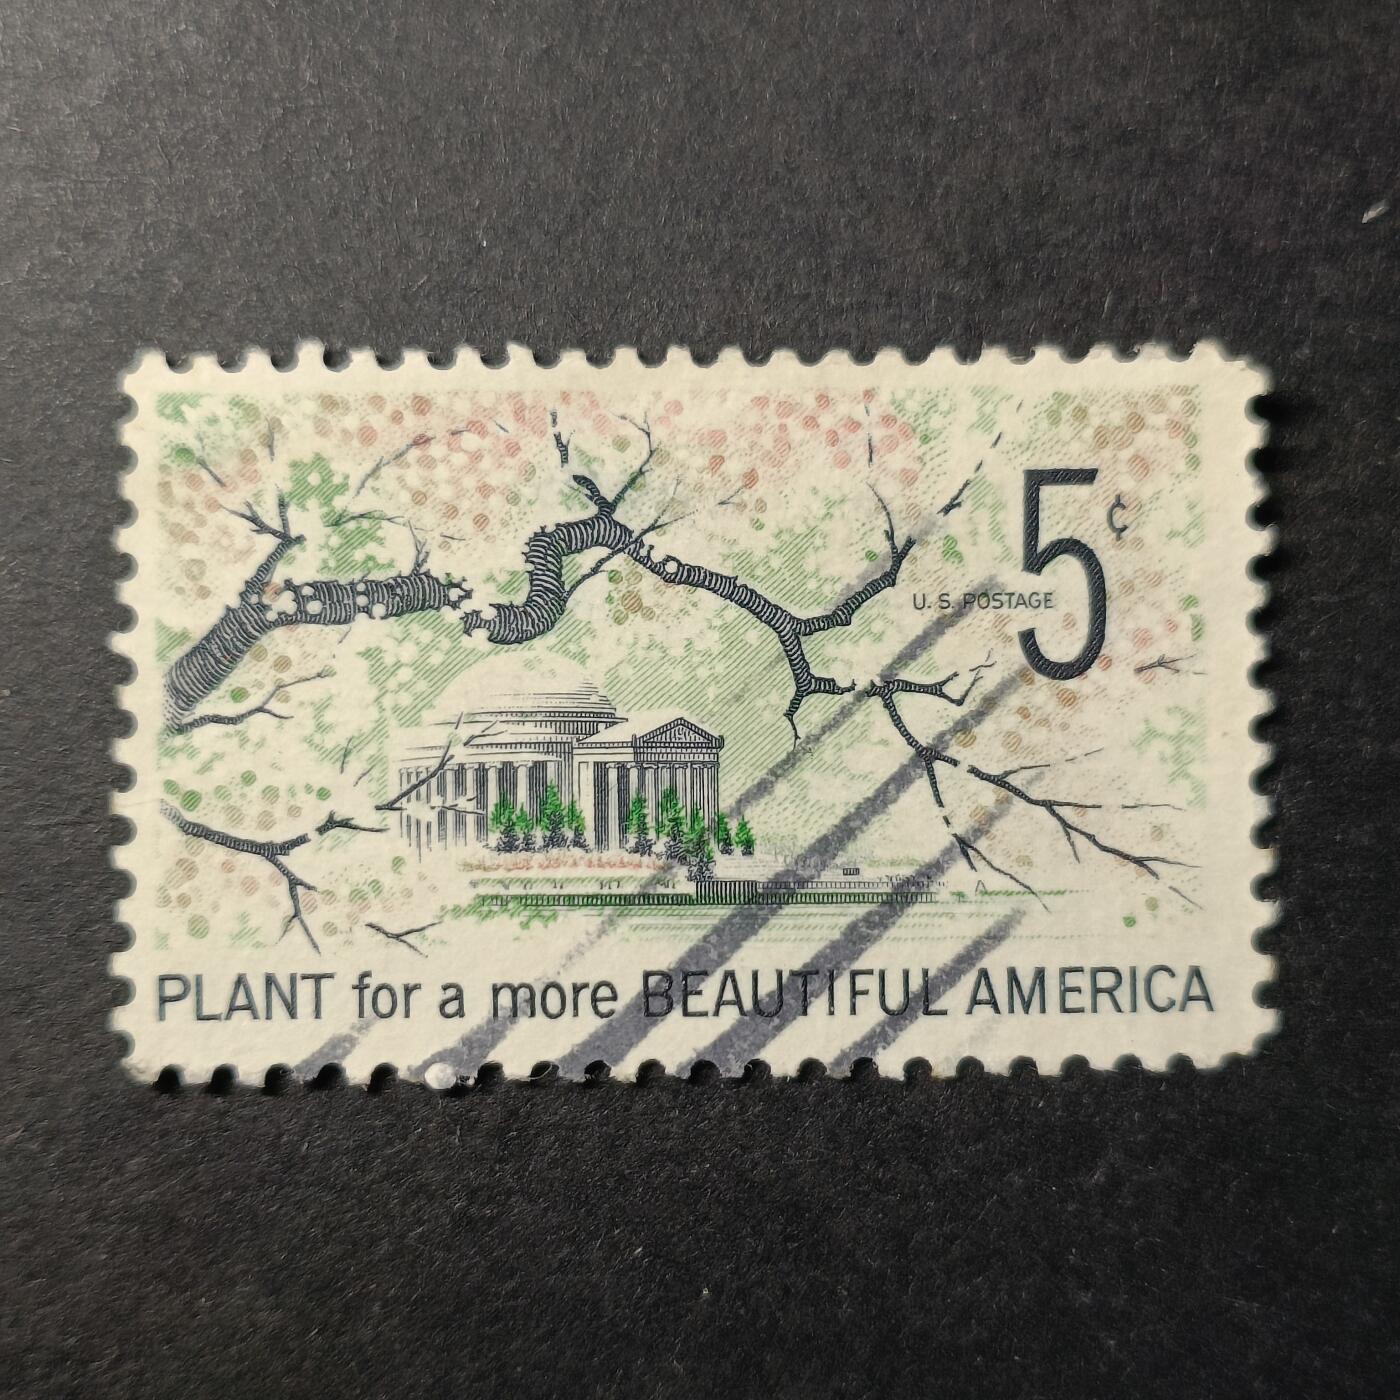 5¢
U. S. POSTAGE
PLANT for a more BEAUTIFUL AMERICA